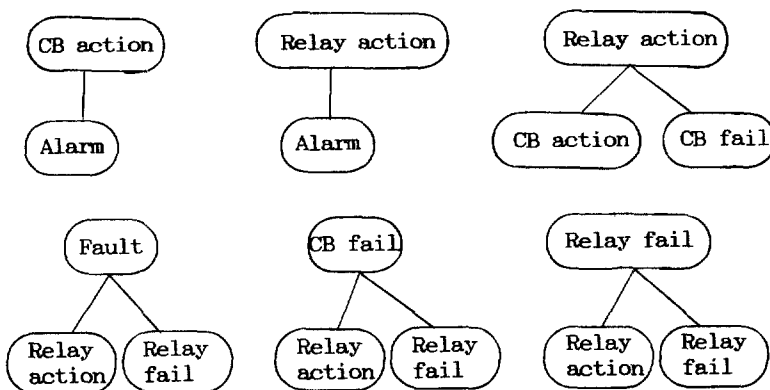 CB action
Relay action
Relay action
Alarm
Alarm
CB action
CB fail
Fault
CB fail
Relay fail
Relay
action
Relay
fail
Relay
action
Relay
fail
Relay
action
Relay
fail